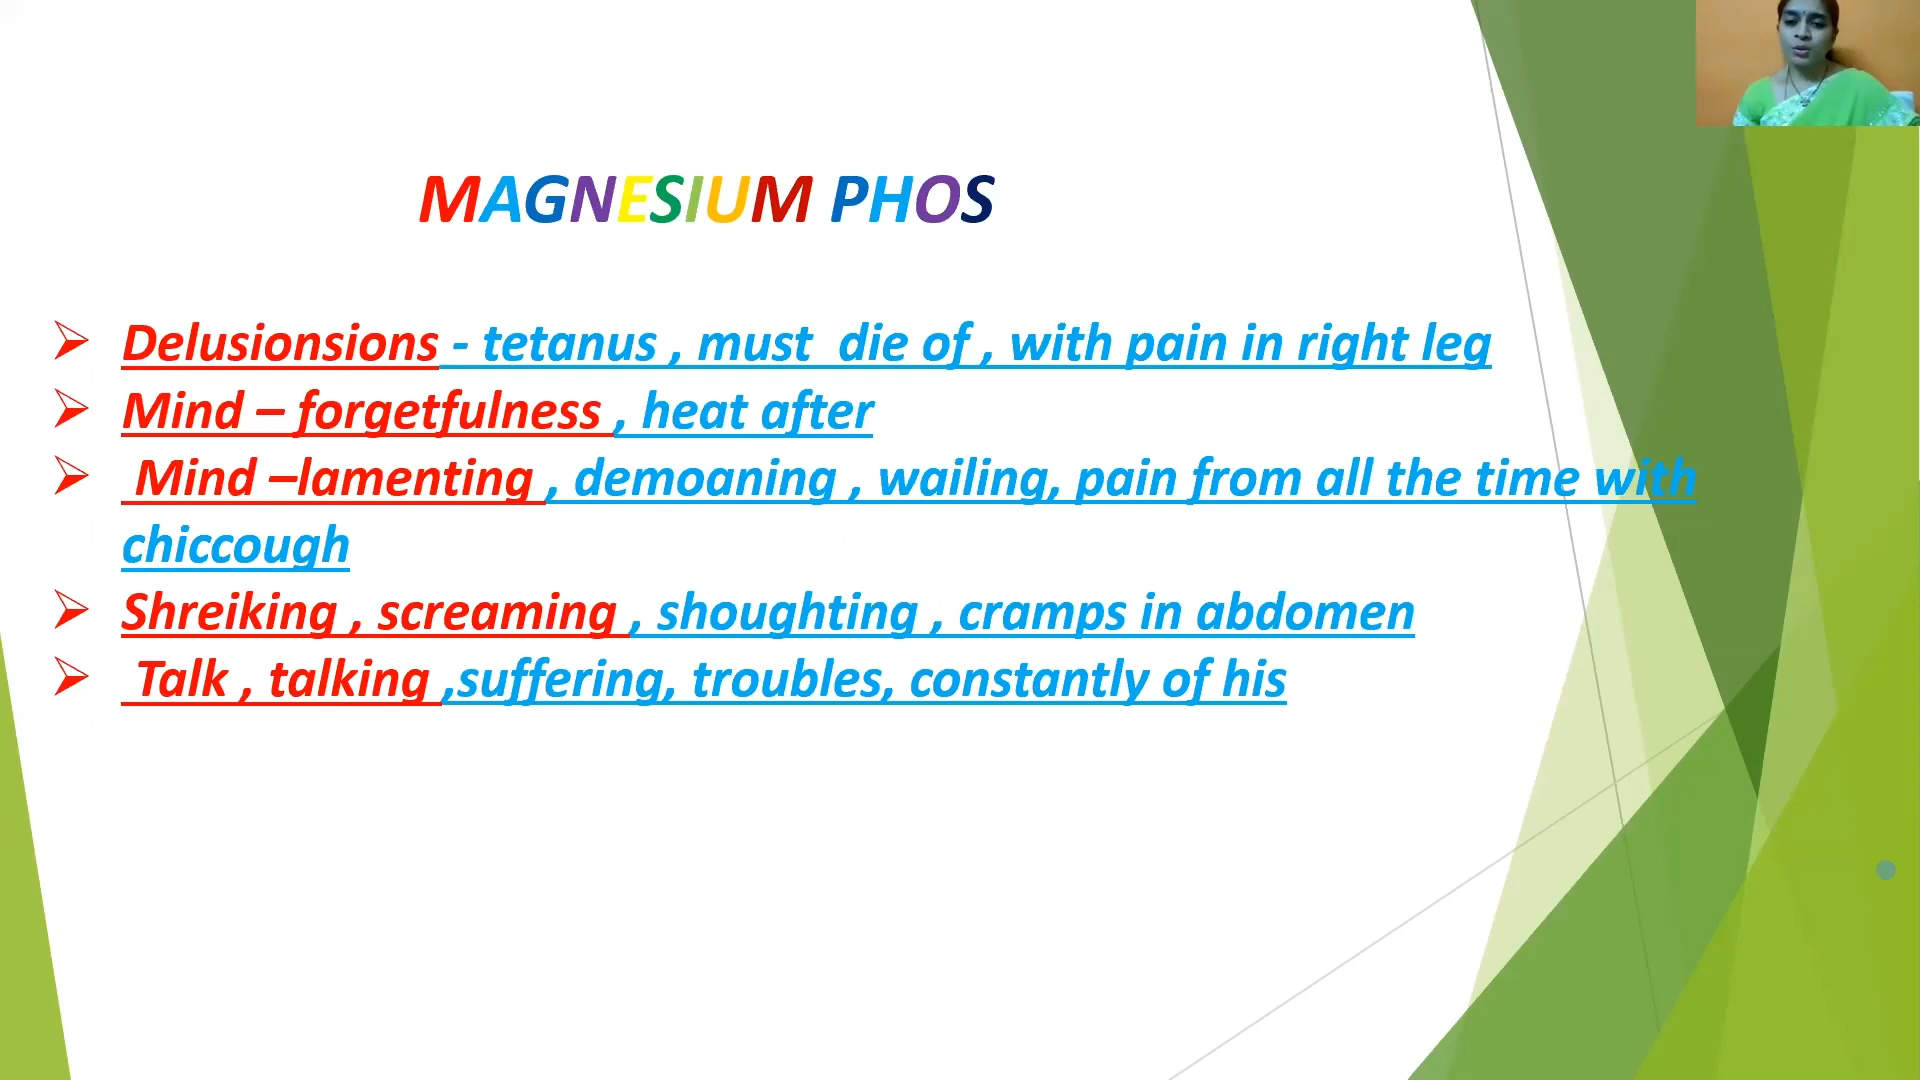 MAGNESIUM PHOS
Delusionsions - tetanus , must die of , with pain in right leg
Mind – forgetfulness , heat after
Mind –lamenting , demoaning , wailing, pain from all the time with
chiccough
Shreiking , screaming , shoughting , cramps in abdomen
Talk , talking ,suffering, troubles, constantly of his